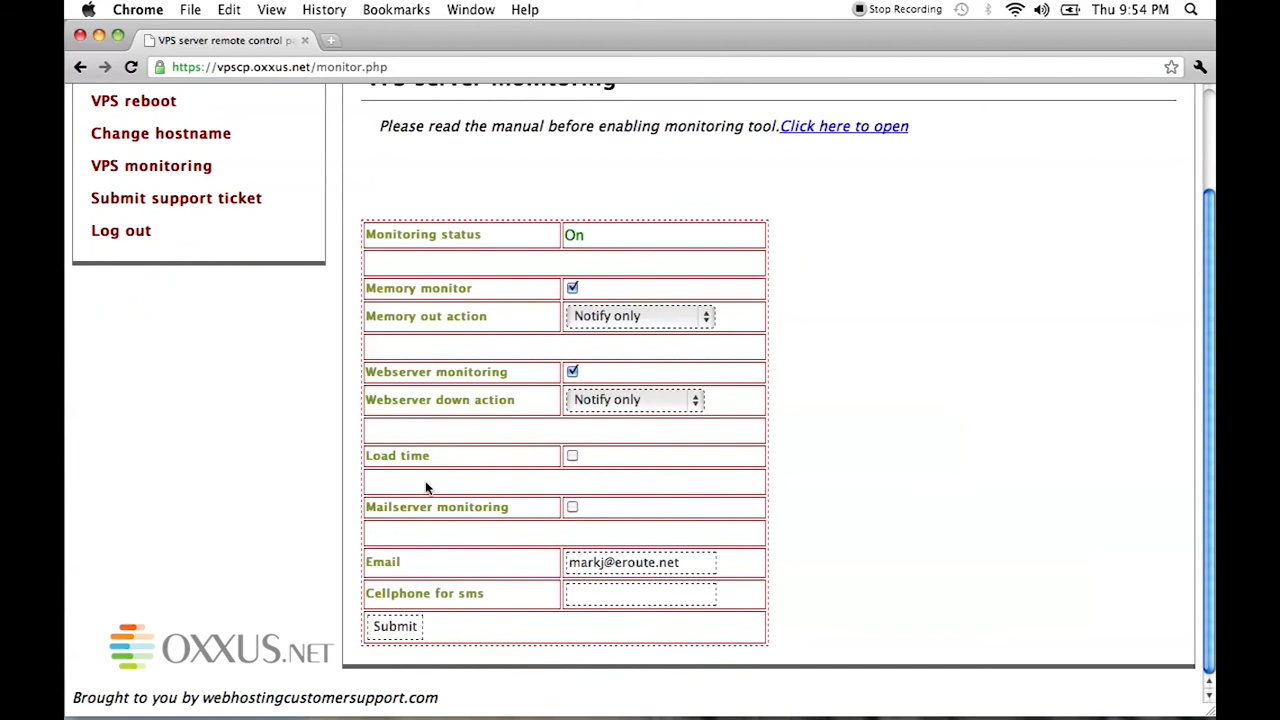 Chrome File Edit View History Bookmarks Window Help Stop Recording Thu 9:54 PM
VPS server remote control p
https://vpscp.oxxus.net/monitor.php
VPS server monitoring
VPS reboot
Change hostname
VPS monitoring
Submit support ticket
Log out
Please read the manual before enabling monitoring tool.Click here to open
Monitoring status On
Memory monitor
Memory out action Notify only
Webserver monitoring
Webserver down action Notify only
Load time
Mailserver monitoring
Email markj@eroute.net
Cellphone for sms
Submit
OXXUS.NET
Brought to you by webhostingcustomersupport.com